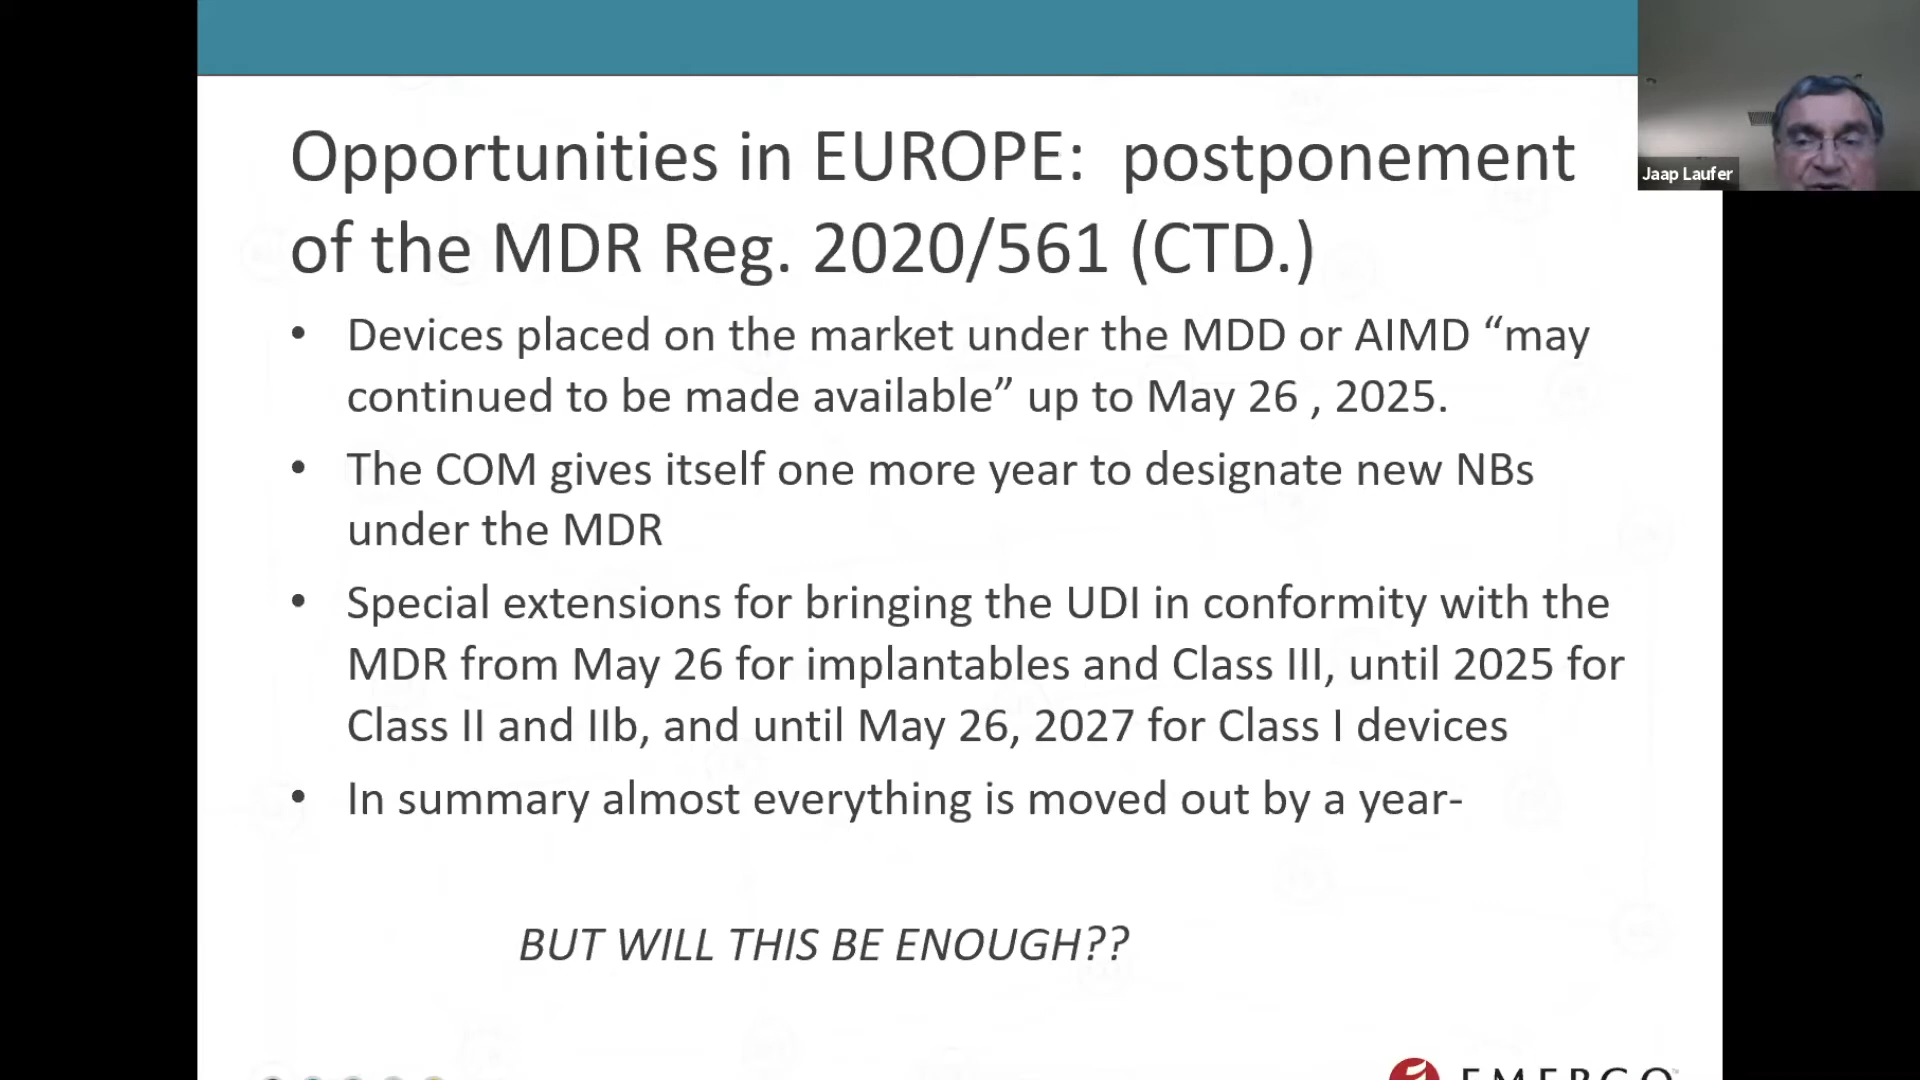 Opportunities in EUROPE: postponement
of the MDR Reg. 2020/561 (CTD.)
• Devices placed on the market under the MDD or AIMD “may
continued to be made available” up to May 26 , 2025.
• The COM gives itself one more year to designate new NBs
under the MDR
• Special extensions for bringing the UDI in conformity with the
MDR from May 26 for implantables and Class III, until 2025 for
Class II and IIb, and until May 26, 2027 for Class I devices
• In summary almost everything is moved out by a year-
BUT WILL THIS BE ENOUGH??
Jaap Laufer
EMERGO